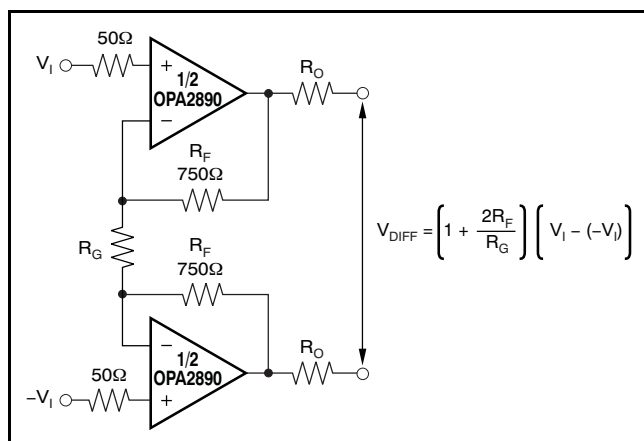 50Ω
V_I
+
1/2
OPA2890
−
R_O
R_F
750Ω
R_G
V_DIFF = (1 + 2R_F / R_G) (V_I – (–V_I))
R_F
750Ω
−
1/2
OPA2890
+
R_O
50Ω
–V_I